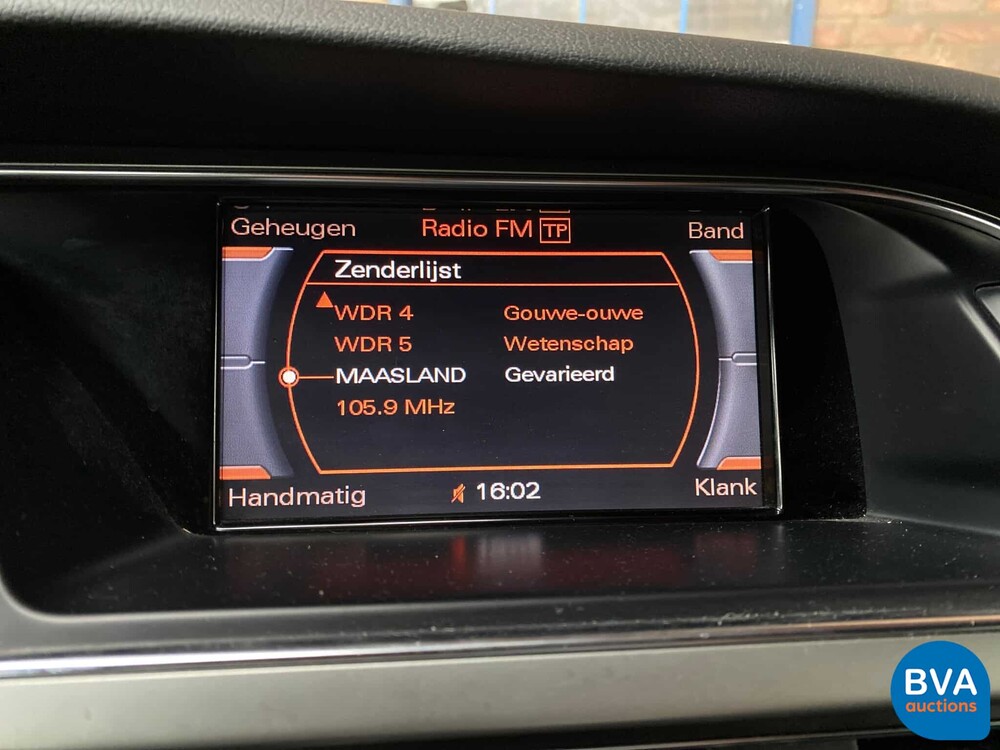 Geheugen Radio FM TP Band
Zenderlijst
WDR 4 Gouwe-ouwe
WDR 5 Wetenschap
MAASLAND Gevarieerd
105.9 MHz
Handmatig 16:02 Klank
BVA
auctions